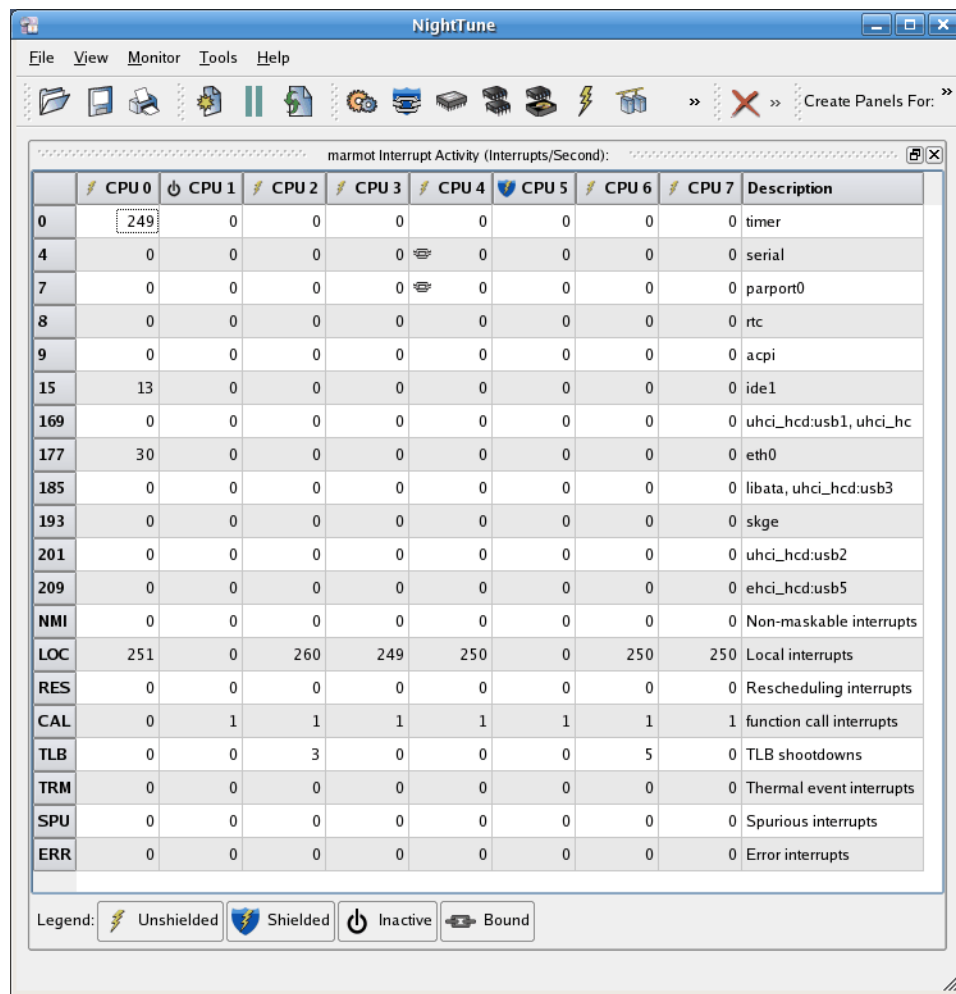 NightTune
File View Monitor Tools Help
» » Create Panels For: »
marmot Interrupt Activity (Interrupts/Second):
CPU 0 CPU 1 CPU 2 CPU 3 CPU 4 CPU 5 CPU 6 CPU 7 Description
0 249 0 0 0 0 0 0 0 timer
4 0 0 0 0 0 0 0 0 serial
7 0 0 0 0 0 0 0 0 parport0
8 0 0 0 0 0 0 0 0 rtc
9 0 0 0 0 0 0 0 0 acpi
15 13 0 0 0 0 0 0 0 ide1
169 0 0 0 0 0 0 0 0 uhci_hcd:usb1, uhci_hc
177 30 0 0 0 0 0 0 0 eth0
185 0 0 0 0 0 0 0 0 libata, uhci_hcd:usb3
193 0 0 0 0 0 0 0 0 skge
201 0 0 0 0 0 0 0 0 uhci_hcd:usb2
209 0 0 0 0 0 0 0 0 ehci_hcd:usb5
NMI 0 0 0 0 0 0 0 0 Non-maskable interrupts
LOC 251 0 260 249 250 0 250 250 Local interrupts
RES 0 0 0 0 0 0 0 0 Rescheduling interrupts
CAL 0 1 1 1 1 1 1 1 function call interrupts
TLB 0 0 3 0 0 0 5 0 TLB shootdowns
TRM 0 0 0 0 0 0 0 0 Thermal event interrupts
SPU 0 0 0 0 0 0 0 0 Spurious interrupts
ERR 0 0 0 0 0 0 0 0 Error interrupts
Legend: Unshielded Shielded Inactive Bound